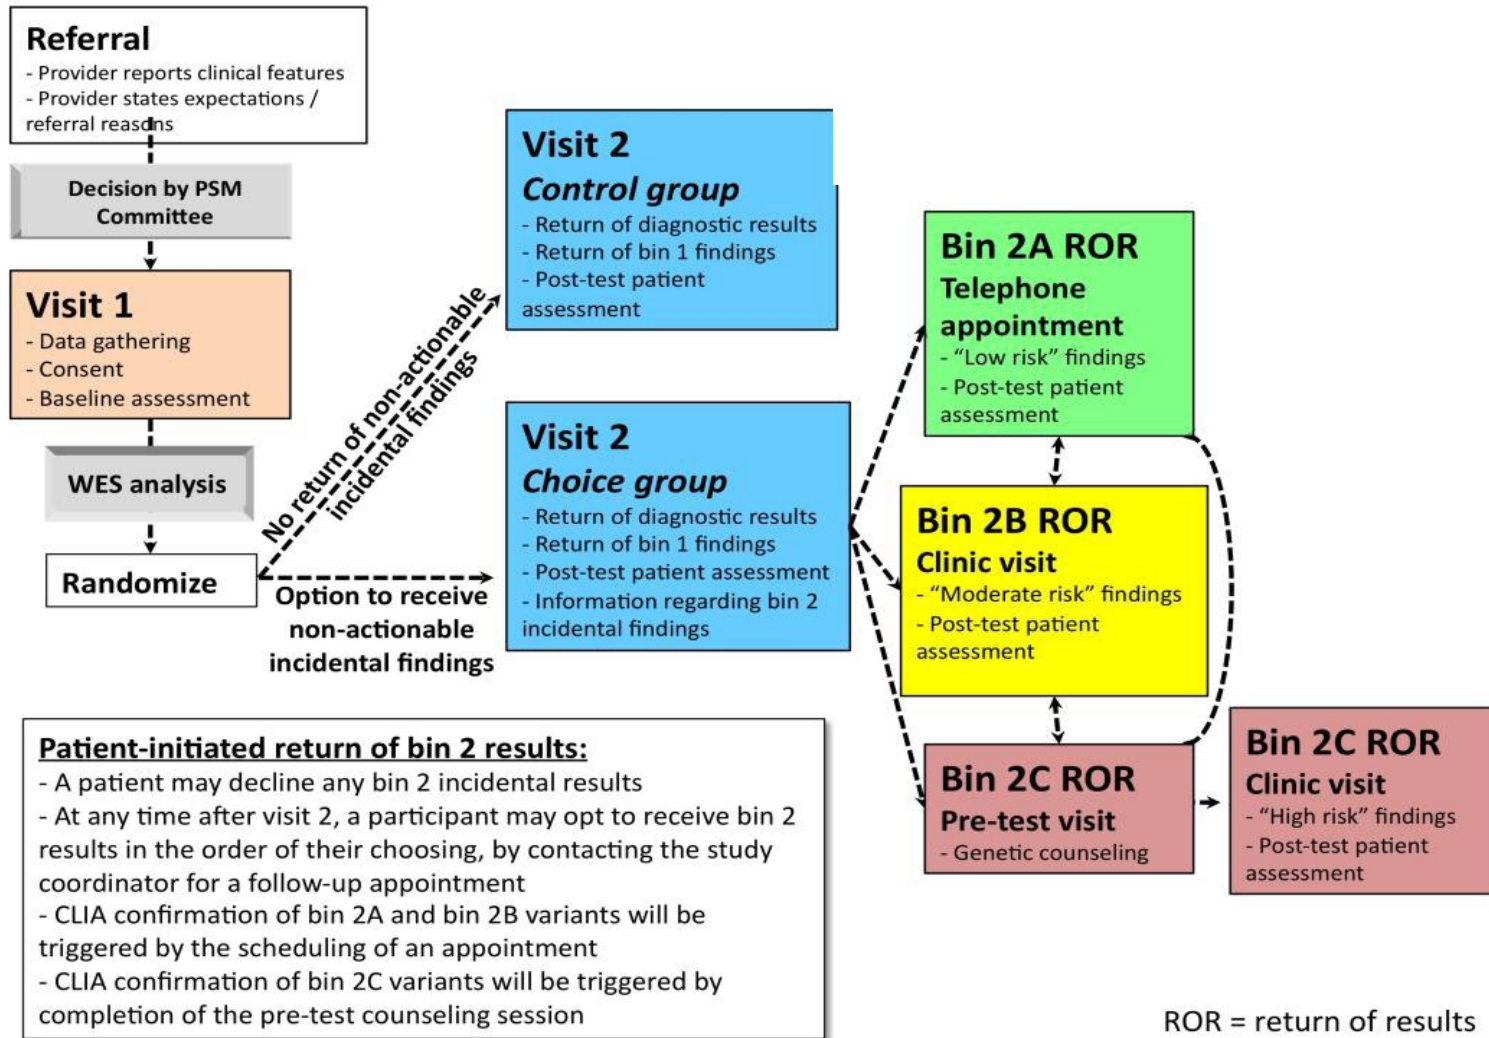 Referral
- Provider reports clinical features
- Provider states expectations /
referral reasons
Decision by PSM
Committee
Visit 1
- Data gathering
- Consent
- Baseline assessment
WES analysis
Randomize
No return of non-actionable
incidental findings
Option to receive
non-actionable
incidental findings
Visit 2
Control group
- Return of diagnostic results
- Return of bin 1 findings
- Post-test patient
assessment
Visit 2
Choice group
- Return of diagnostic results
- Return of bin 1 findings
- Post-test patient assessment
- Information regarding bin 2
incidental findings
Bin 2A ROR
Telephone
appointment
- “Low risk” findings
- Post-test patient
assessment
Bin 2B ROR
Clinic visit
- “Moderate risk” findings
- Post-test patient
assessment
Bin 2C ROR
Pre-test visit
- Genetic counseling
Bin 2C ROR
Clinic visit
- “High risk” findings
- Post-test patient
assessment
Patient-initiated return of bin 2 results:
- A patient may decline any bin 2 incidental results
- At any time after visit 2, a participant may opt to receive bin 2
results in the order of their choosing, by contacting the study
coordinator for a follow-up appointment
- CLIA confirmation of bin 2A and bin 2B variants will be
triggered by the scheduling of an appointment
- CLIA confirmation of bin 2C variants will be triggered by
completion of the pre-test counseling session
ROR = return of results